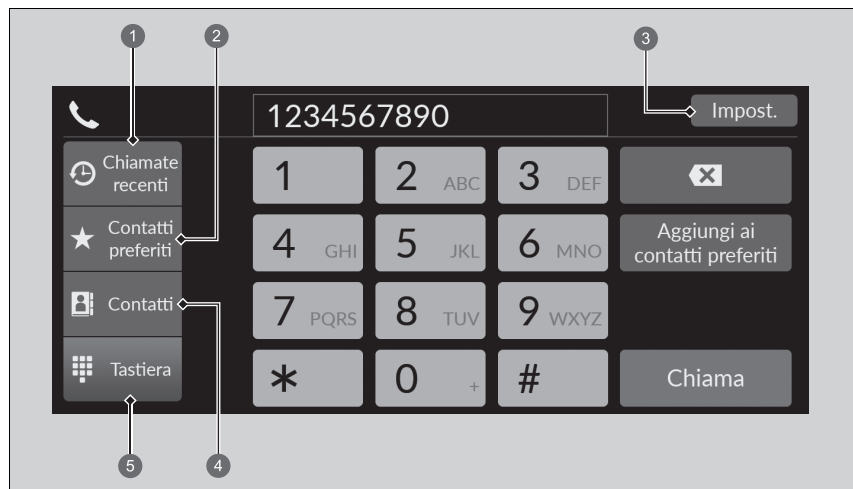 1
2
3
1234567890
Impost.
Chiamate
recenti
Contatti
preferiti
Contatti
Tastiera
1
2 ABC
3 DEF
4 GHI
5 JKL
6 MNO
7 PQRS
8 TUV
9 WXYZ
*
0 +
#
Aggiungi ai
contatti preferiti
Chiama
5
4